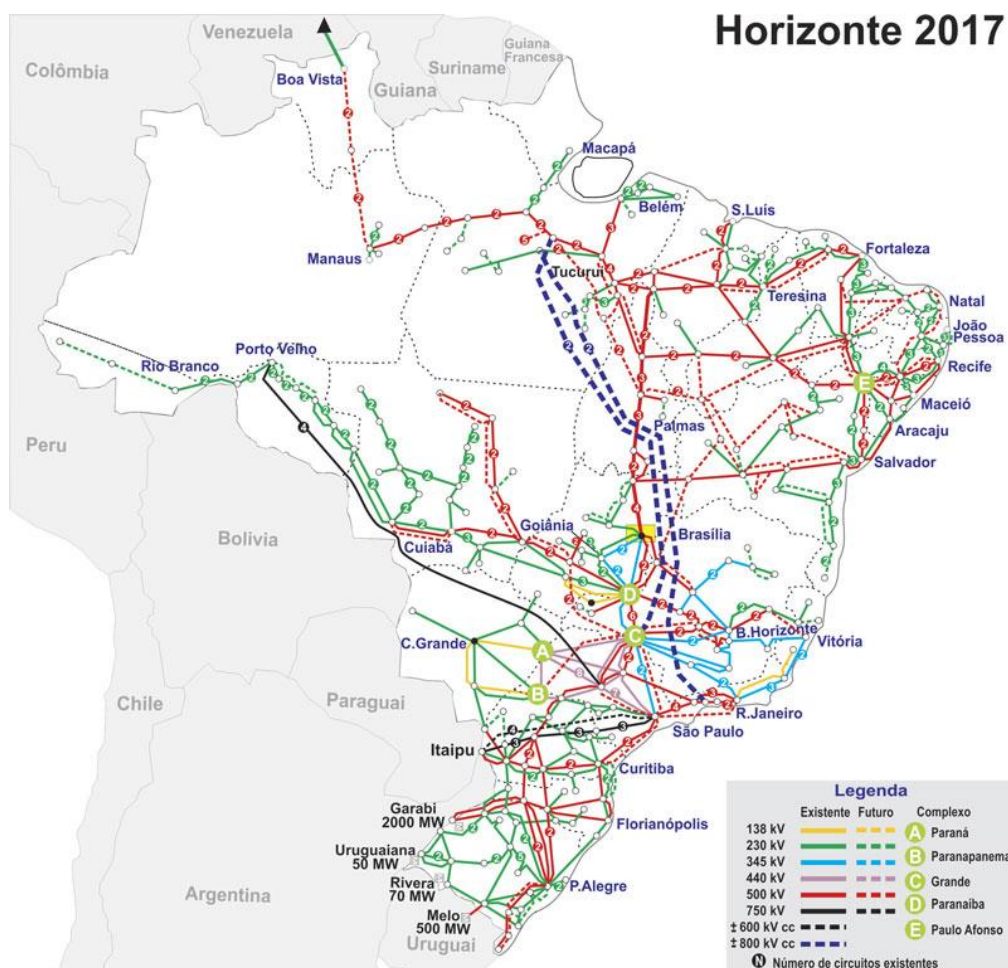 Horizonte 2017
Venezuela
Colômbia
Guiana
Suriname
Guiana
Francesa
Boa Vista
Macapá
Belém
S.Luís
Manaus
Tucuruí
Teresina
Fortaleza
Natal
João
Pessoa
Recife
Maceió
Aracaju
Salvador
Palmas
Rio Branco
Porto Velho
Peru
Bolivia
Cuiabá
Goiânia
Brasília
E
D
C
A
B
C.Grande
B.Horizonte
Vitória
R.Janeiro
São Paulo
Chile
Paraguai
Itaipu
Curitiba
Florianópolis
Garabi
2000 MW
Uruguaiana
50 MW
Rivera
70 MW
Melo
500 MW
P.Alegre
Argentina
Uruguai
Legenda
Existente Futuro Complexo
138 kV A Paraná
230 kV B Paranapanema
345 kV C Grande
440 kV D Paranaíba
500 kV E Paulo Afonso
750 kV
± 600 kV cc
± 800 kV cc
N Número de circuitos existentes